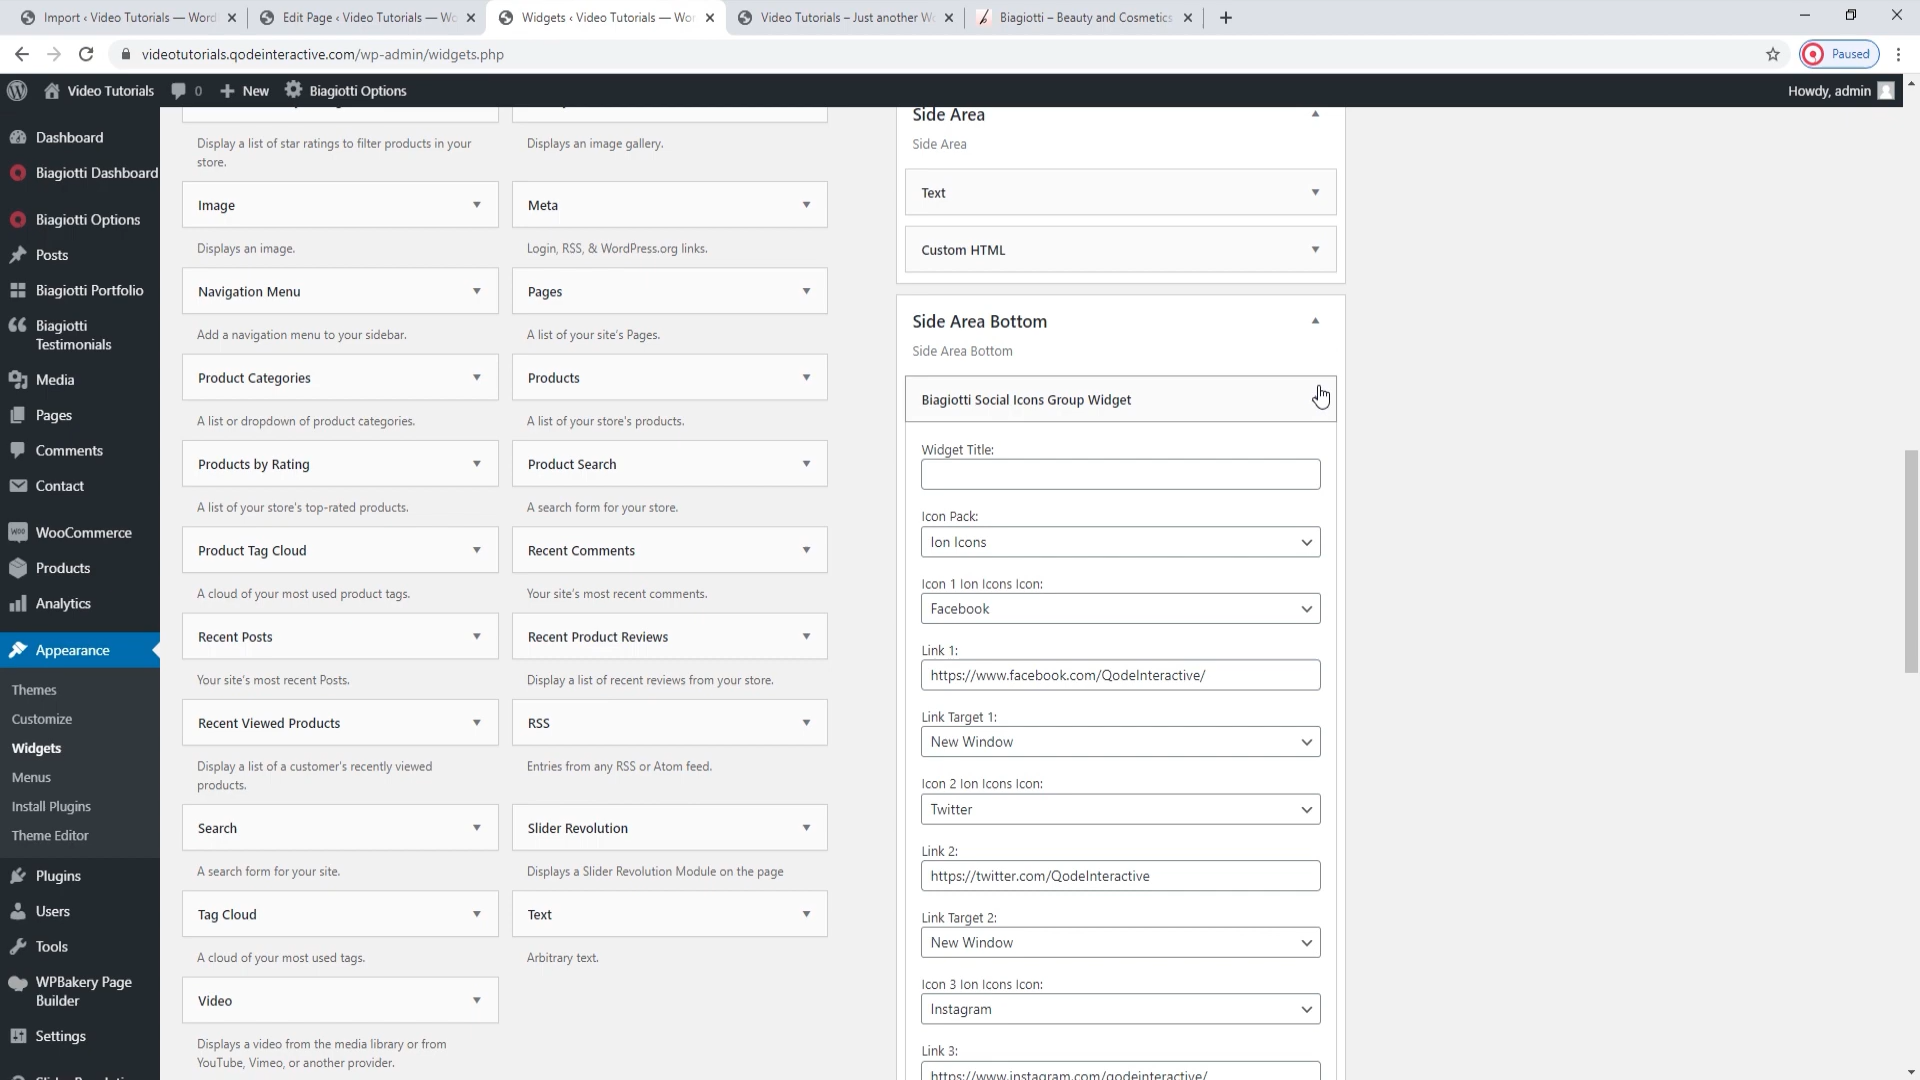 Import ‹ Video Tutorials — Word
Edit Page ‹ Video Tutorials — Wo
Widgets ‹ Video Tutorials — Wor
Video Tutorials – Just another Wo
Biagiotti – Beauty and Cosmetics
videotutorials.qodeinteractive.com/wp-admin/widgets.php
Paused
Video Tutorials
0
New
Biagiotti Options
Howdy, admin
Dashboard
Biagiotti Dashboard
Biagiotti Options
Posts
Biagiotti Portfolio
Biagiotti
Testimonials
Media
Pages
Comments
Contact
WooCommerce
Products
Analytics
Appearance
Themes
Customize
Widgets
Menus
Install Plugins
Theme Editor
Plugins
Users
Tools
WPBakery Page
Builder
Settings
Display a list of star ratings to filter products in your
store.
Displays an image gallery.
Image
Displays an image.
Meta
Login, RSS, & WordPress.org links.
Navigation Menu
Add a navigation menu to your sidebar.
Pages
A list of your site's Pages.
Product Categories
A list or dropdown of product categories.
Products
A list of your store's products.
Products by Rating
A list of your store's top-rated products.
Product Search
A search form for your store.
Product Tag Cloud
A cloud of your most used product tags.
Recent Comments
Your site's most recent comments.
Recent Posts
Your site's most recent Posts.
Recent Product Reviews
Display a list of recent reviews from your store.
Recent Viewed Products
Display a list of a customer's recently viewed
products.
RSS
Entries from any RSS or Atom feed.
Search
A search form for your site.
Slider Revolution
Displays a Slider Revolution Module on the page
Tag Cloud
A cloud of your most used tags.
Text
Arbitrary text.
Video
Displays a video from the media library or from
YouTube, Vimeo, or another provider.
Side Area
Side Area
Text
Custom HTML
Side Area Bottom
Side Area Bottom
Biagiotti Social Icons Group Widget
Widget Title:
Icon Pack:
Ion Icons
Icon 1 Ion Icons Icon:
Facebook
Link 1:
https://www.facebook.com/QodeInteractive/
Link Target 1:
New Window
Icon 2 Ion Icons Icon:
Twitter
Link 2:
https://twitter.com/QodeInteractive
Link Target 2:
New Window
Icon 3 Ion Icons Icon:
Instagram
Link 3:
https://www.instagram.com/qodeinteractive/